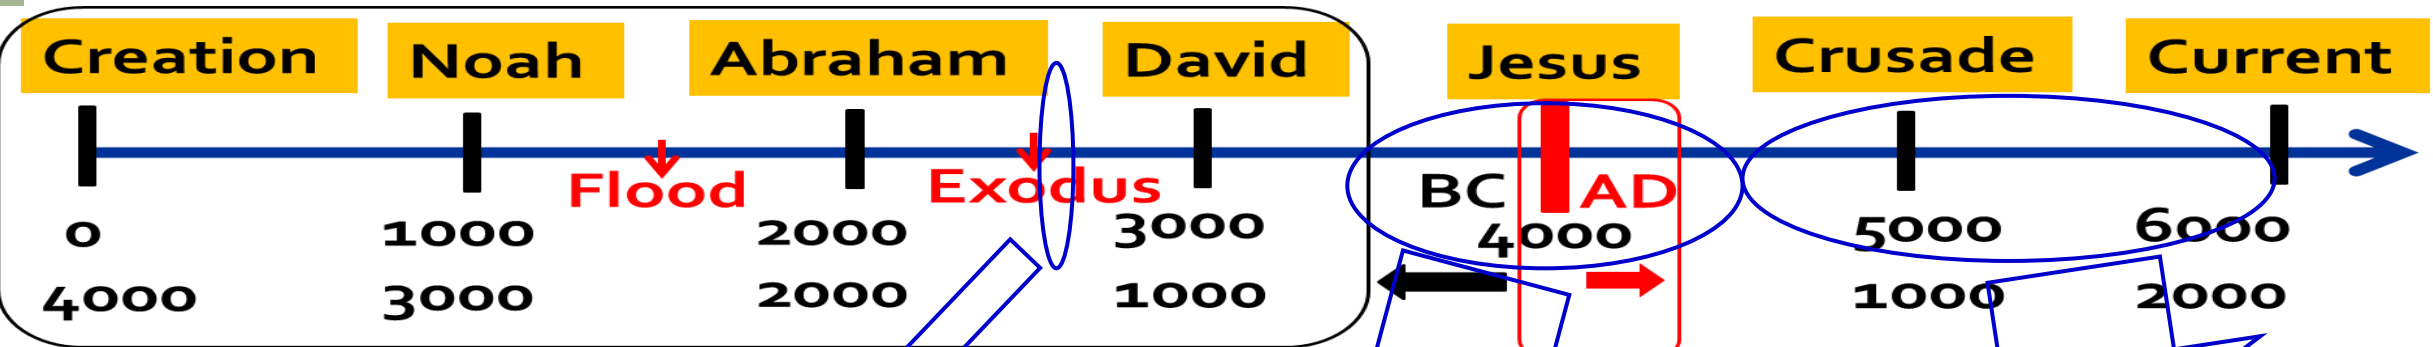 Creation Noah Abraham David Jesus Crusade Current
Flood Exodus BC AD
0 1000 2000 3000 4000 5000 6000
4000 3000 2000 1000 1000 2000